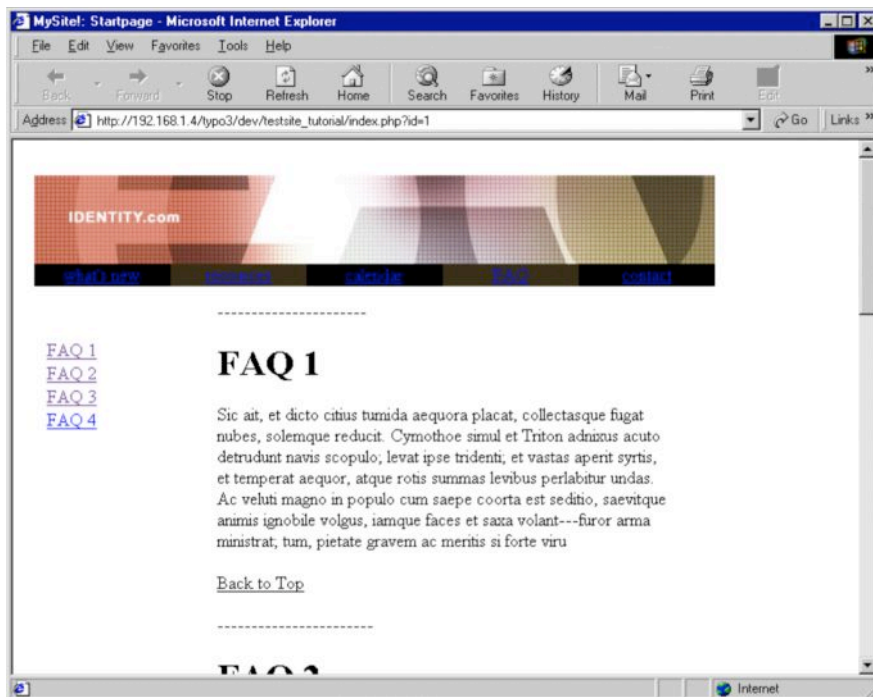 MySite!: Startpage - Microsoft Internet Explorer
File Edit View Favorites Tools Help
Back Forward Stop Refresh Home Search Favorites History Mail Print Edit
Address http://192.168.1.4/typo3/dev/testsite_tutorial/index.php?id=1 Go Links
IDENTITY.com
what's new resources calendar FAQ contact
----------------------
FAQ 1
FAQ 1
FAQ 2
FAQ 3
FAQ 4
Sic ait, et dicto citius tumida aequora placat, collectasque fugat
nubes, solemque reducit. Cymothoe simul et Triton adnixus acuto
detrudunt navis scopulo; levat ipse tridenti; et vastas aperit syrtis,
et temperat aequor, atque rotis summas levibus perlabitur undas.
Ac veluti magno in populo cum saepe coorta est seditio, saevitque
animis ignobile volgus, iamque faces et saxa volant---furor arma
ministrat; tum, pietate gravem ac meritis si forte viru
Back to Top
-----------------------
FAQ 2
Internet